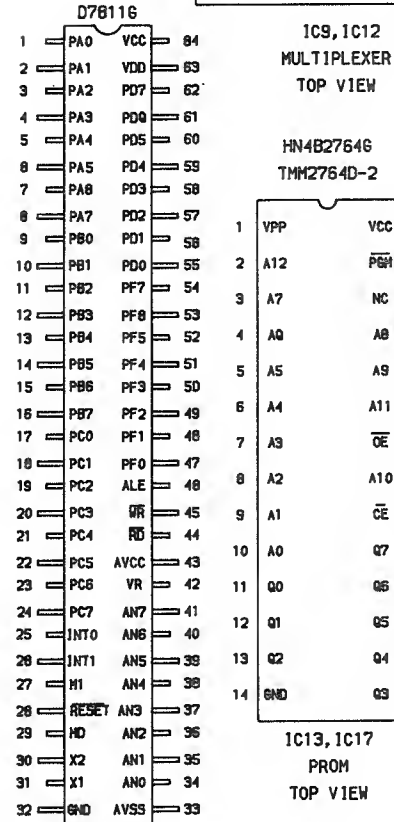 D7811G
1 PA0 VCC 64
2 PA1 VDD 63
3 PA2 PD7 62
4 PA3 PD6 61
5 PA4 PD5 60
6 PA5 PD4 59
7 PA6 PD3 58
8 PA7 PD2 57
9 PB0 PD1 56
10 PB1 PD0 55
11 PB2 PF7 54
12 PB3 PF6 53
13 PB4 PF5 52
14 PB5 PF4 51
15 PB6 PF3 50
16 PB7 PF2 49
17 PC0 PF1 48
18 PC1 PF0 47
19 PC2 ALE 46
20 PC3 WR 45
21 PC4 RD 44
22 PC5 AVCC 43
23 PC6 VR 42
24 PC7 AN7 41
25 INT0 AN6 40
26 INT1 AN5 39
27 M1 AN4 38
28 RESET AN3 37
29 MD AN2 36
30 X2 AN1 35
31 X1 AN0 34
32 GND AVSS 33
IC9, IC12
MULTIPLEXER
TOP VIEW
HN4827646
TMM2764D-2
1 VPP VCC
2 A12 PGM
3 A7 NC
4 A6 A8
5 A5 A9
6 A4 A11
7 A3 OE
8 A2 A10
9 A1 CE
10 A0 Q7
11 Q0 Q6
12 Q1 Q5
13 Q2 Q4
14 GND Q3
IC13, IC17
PROM
TOP VIEW